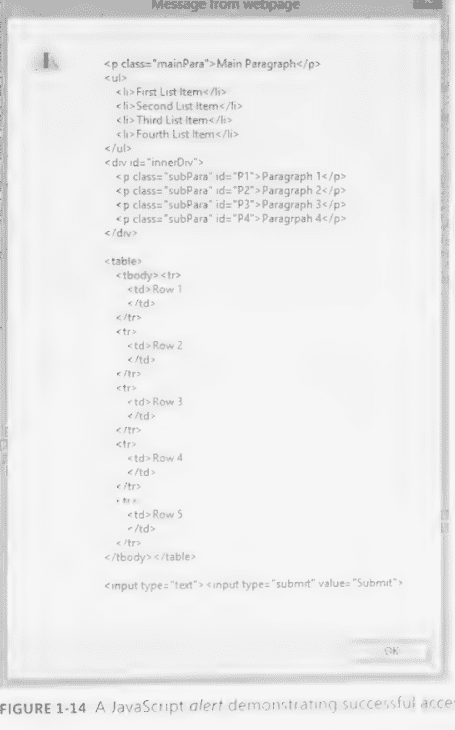 Message from webpage
<p class="mainPara">Main Paragraph</p>
<ul>
<li>First List Item</li>
<li>Second List Item</li>
<li>Third List Item</li>
<li>Fourth List Item</li>
</ul>
<div id="innerDiv">
<p class="subPara" id="P1">Paragraph 1</p>
<p class="subPara" id="P2">Paragraph 2</p>
<p class="subPara" id="P3">Paragraph 3</p>
<p class="subPara" id="P4">Paragrpah 4</p>
</div>
<table>
<tbody><tr>
<td>Row 1
</td>
</tr>
<tr>
<td>Row 2
</td>
</tr>
<tr>
<td>Row 3
</td>
</tr>
<tr>
<td>Row 4
</td>
</tr>
<tr>
<td>Row 5
</td>
</tr>
</tbody></table>
<input type="text"><input type="submit" value="Submit">
OK
FIGURE 1-14 A JavaScript alert demonstrating successful